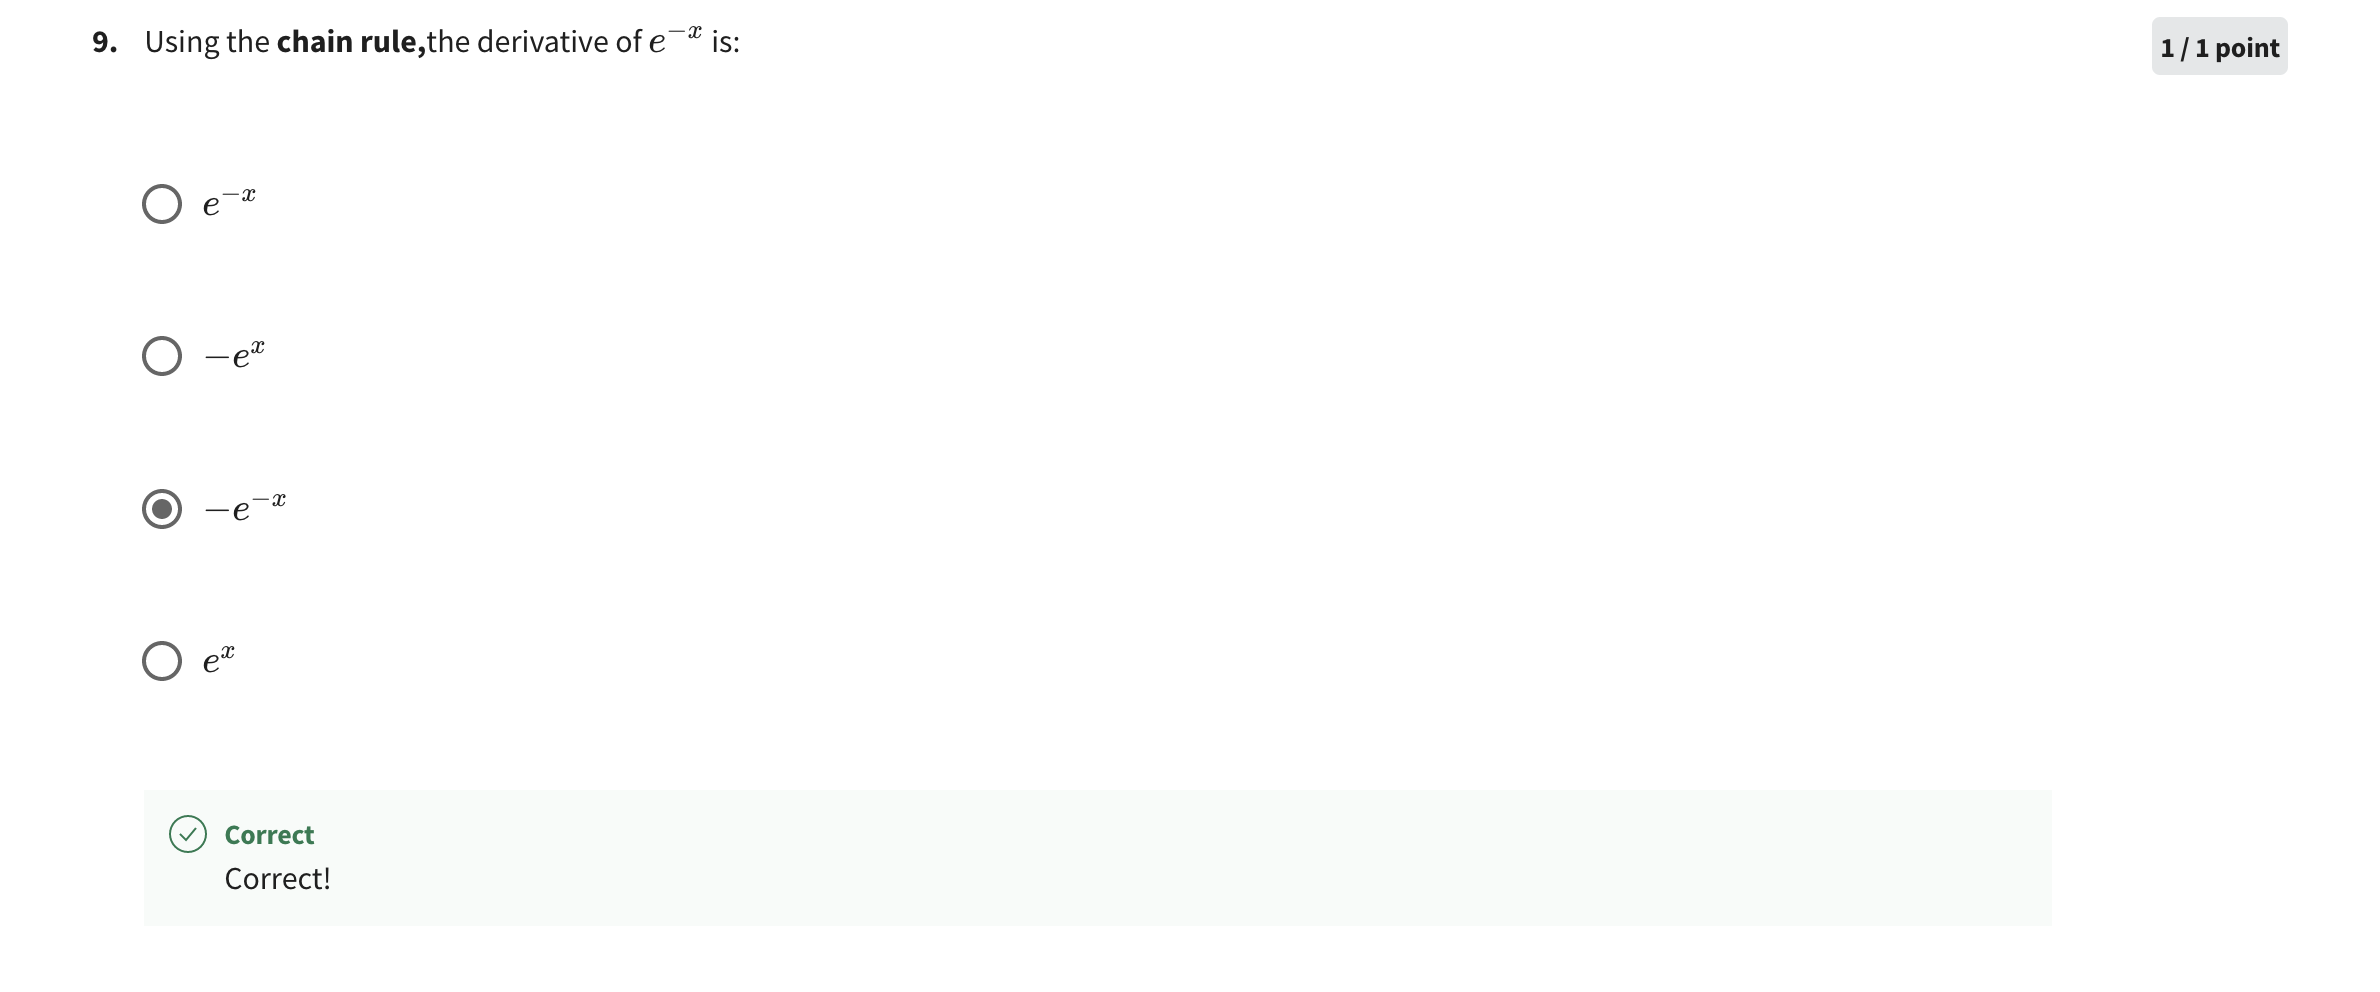 9. Using the chain rule,the derivative of $e^{-x}$ is:
1 / 1 point
$e^{-x}$
$-e^{x}$
$-e^{-x}$
$e^{x}$
Correct
Correct!